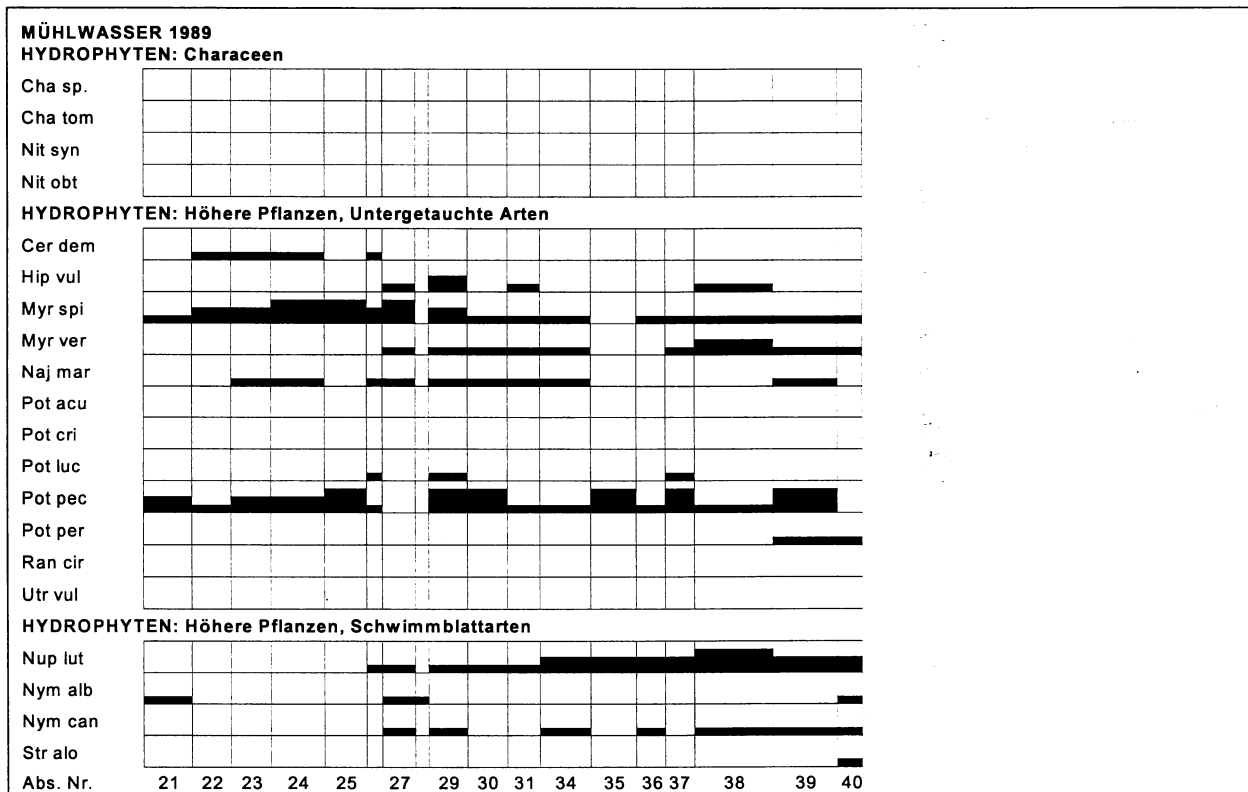 MÜHLWASSER 1989
HYDROPHYTEN: Characeen
Cha sp.
Cha tom
Nit syn
Nit obt
HYDROPHYTEN: Höhere Pflanzen, Untergetauchte Arten
Cer dem
Hip vul
Myr spi
Myr ver
Naj mar
Pot acu
Pot cri
Pot luc
Pot pec
Pot per
Ran cir
Utr vul
HYDROPHYTEN: Höhere Pflanzen, Schwimmblattarten
Nup lut
Nym alb
Nym can
Str alo
Abs. Nr. 21 22 23 24 25 27 29 30 31 34 35 36 37 38 39 40